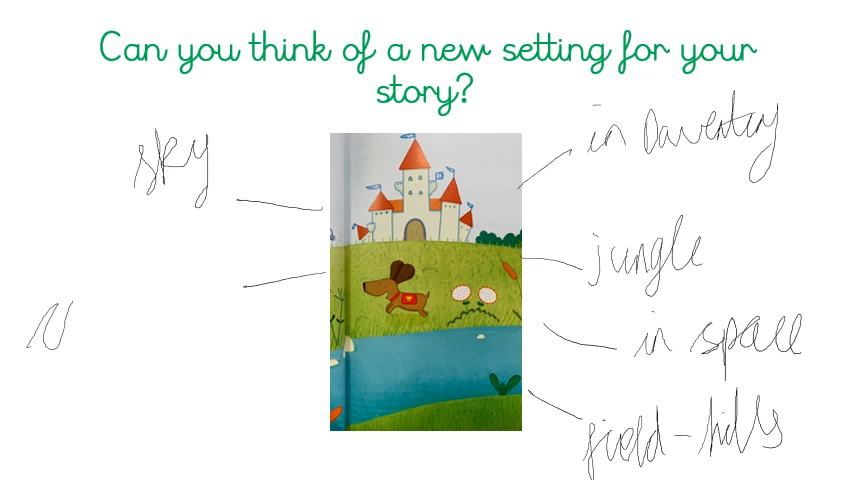 Can you think of a new setting for your
story?
in Daventry
sky
jungle
in space
field - hills